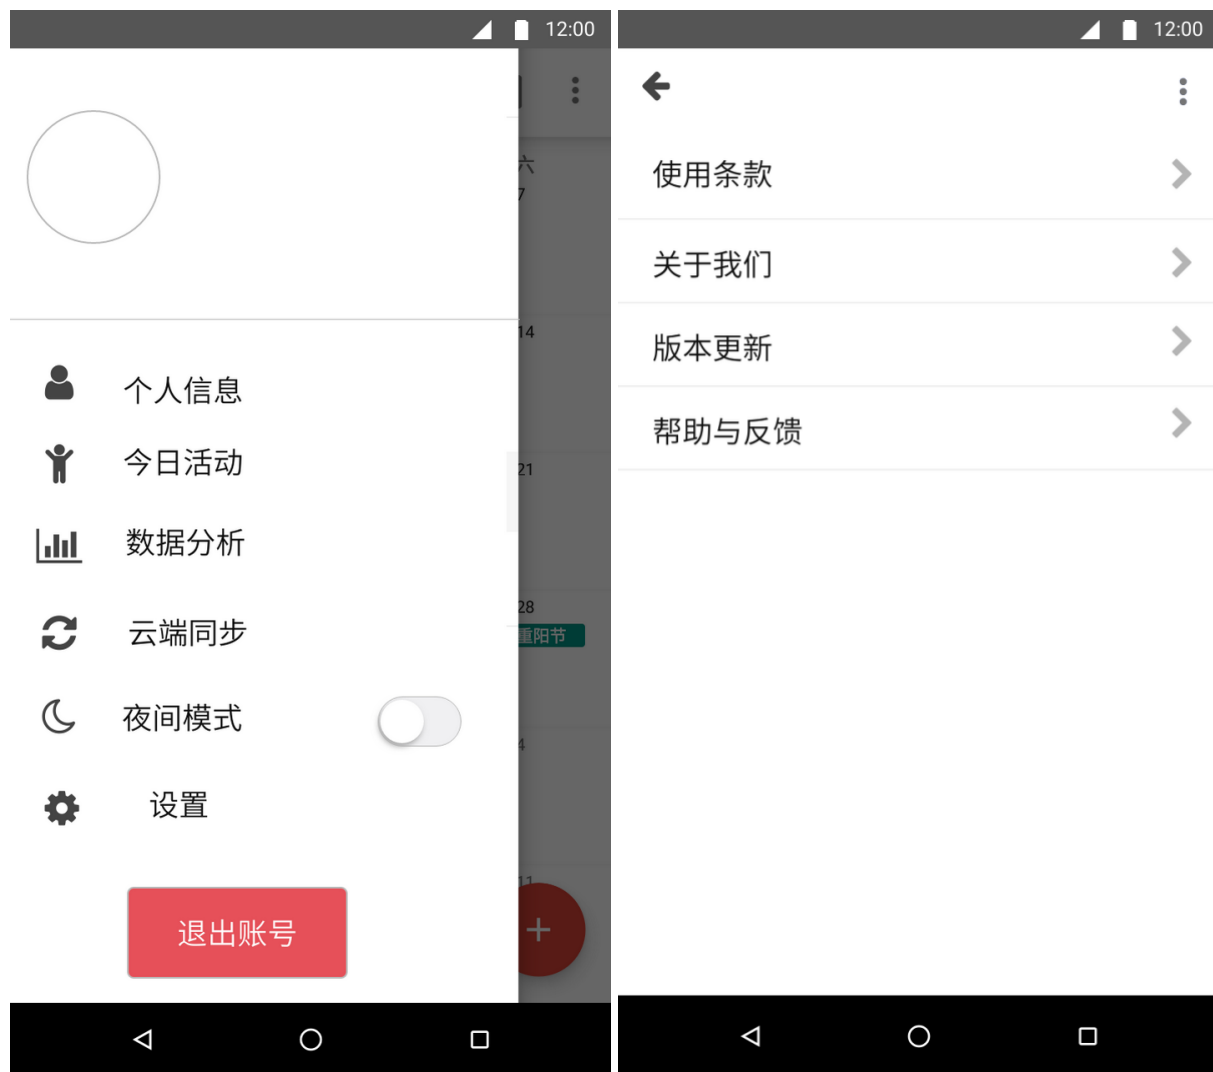 12:00
六
7
14
个人信息
今日活动
21
数据分析
28
云端同步
重阳节
夜间模式
4
设置
11
退出账号
12:00
使用条款
关于我们
版本更新
帮助与反馈